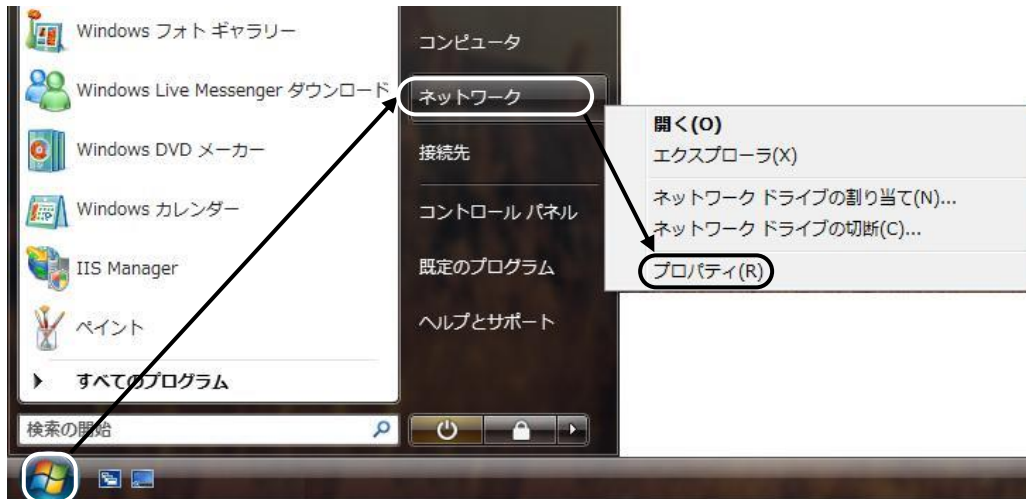 Windows フォト ギャラリー
Windows Live Messenger ダウンロード
Windows DVD メーカー
Windows カレンダー
IIS Manager
ペイント
すべてのプログラム
検索の開始
コンピュータ
ネットワーク
接続先
コントロール パネル
既定のプログラム
ヘルプとサポート
開く(O)
エクスプローラ(X)
ネットワーク ドライブの割り当て(N)...
ネットワーク ドライブの切断(C)...
プロパティ(R)